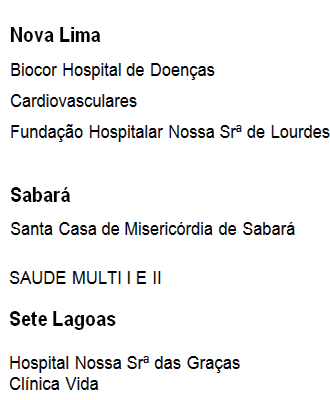 Nova Lima
Biocor Hospital de Doenças
Cardiovasculares
Fundação Hospitalar Nossa Srª de Lourdes
Sabará
Santa Casa de Misericórdia de Sabará
SAUDE MULTI I E II
Sete Lagoas
Hospital Nossa Srª das Graças
Clínica Vida